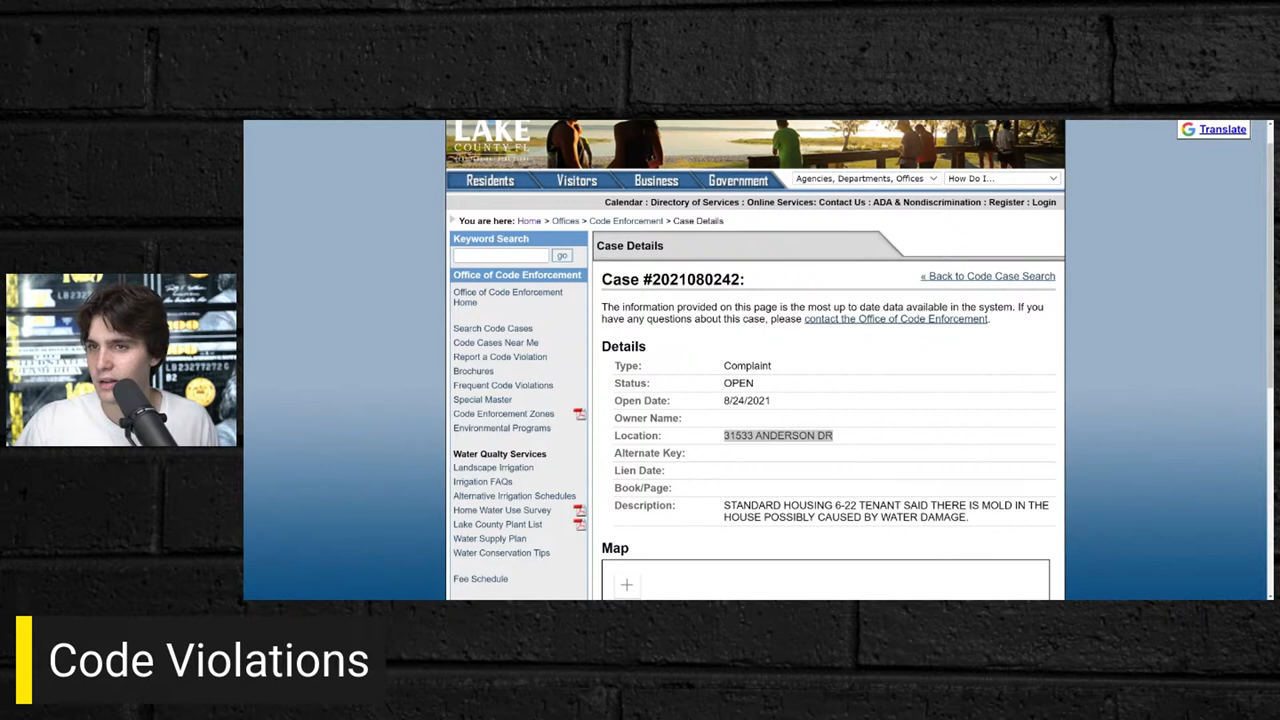 LAKE
COUNTY FL
Translate
Residents
Visitors
Business
Government
Agencies, Departments, Offices
How Do I...
Calendar : Directory of Services : Online Services: Contact Us : ADA & Nondiscrimination : Register : Login
You are here: Home > Offices > Code Enforcement > Case Details
Keyword Search
go
Office of Code Enforcement
Office of Code Enforcement
Home
Search Code Cases
Code Cases Near Me
Report a Code Violation
Brochures
Frequent Code Violations
Special Master
Code Enforcement Zones
Environmental Programs
Water Quality Services
Landscape Irrigation
Irrigation FAQs
Alternative Irrigation Schedules
Home Water Use Survey
Lake County Plant List
Water Supply Plan
Water Conservation Tips
Fee Schedule
Case Details
Case #2021080242:
« Back to Code Case Search
The information provided on this page is the most up to date data available in the system. If you
have any questions about this case, please contact the Office of Code Enforcement.
Details
Type: Complaint
Status: OPEN
Open Date: 8/24/2021
Owner Name:
Location: 31533 ANDERSON DR
Alternate Key:
Lien Date:
Book/Page:
Description: STANDARD HOUSING 6-22 TENANT SAID THERE IS MOLD IN THE
HOUSE POSSIBLY CAUSED BY WATER DAMAGE.
Map
+
LB23277272G
B2
Code Violations